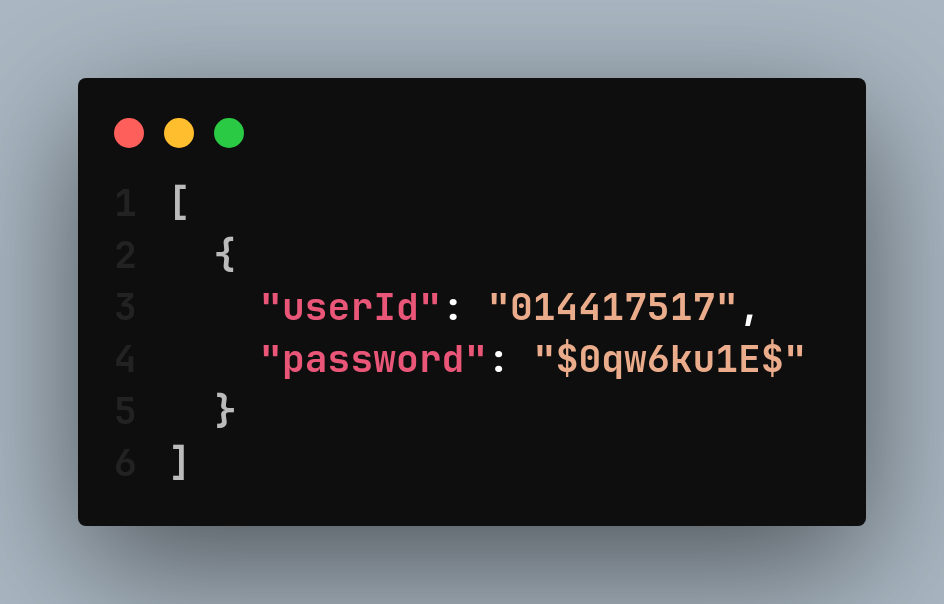 1 [
2   {
3     "userId": "014417517",
4     "password": "$0qw6ku1E$"
5   }
6 ]